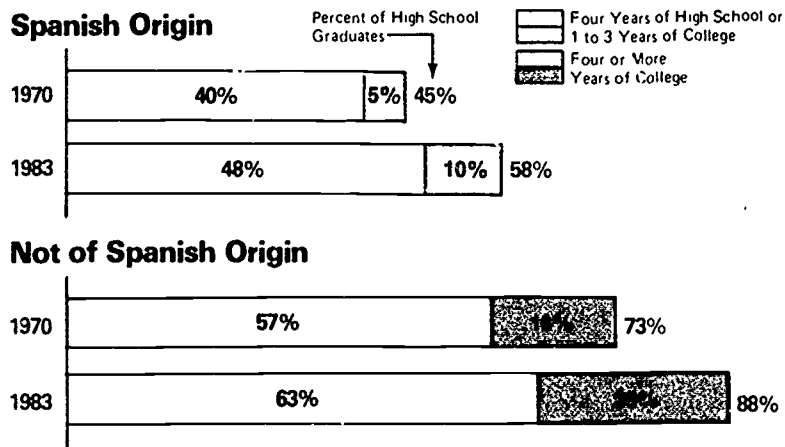 Spanish Origin
Percent of High School
Graduates
Four Years of High School or
1 to 3 Years of College
Four or More
Years of College
1970 40% 5% 45%
1983 48% 10% 58%
Not of Spanish Origin
1970 57% 73%
1983 63% 88%